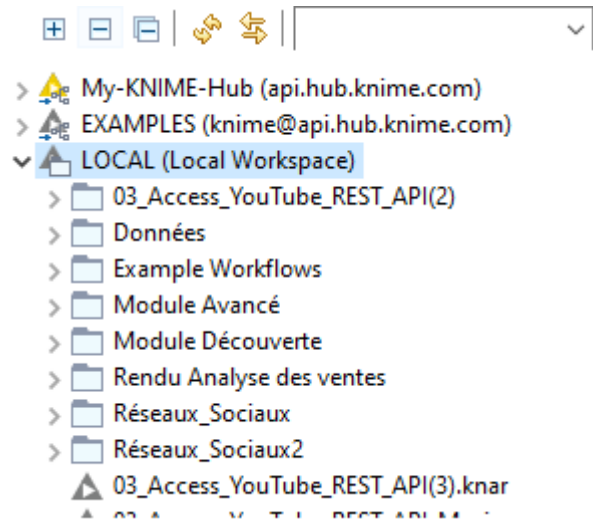 My-KNIME-Hub (api.hub.knime.com)
EXAMPLES (knime@api.hub.knime.com)
LOCAL (Local Workspace)
03_Access_YouTube_REST_API(2)
Données
Example Workflows
Module Avancé
Module Découverte
Rendu Analyse des ventes
Réseaux_Sociaux
Réseaux_Sociaux2
03_Access_YouTube_REST_API(3).knar